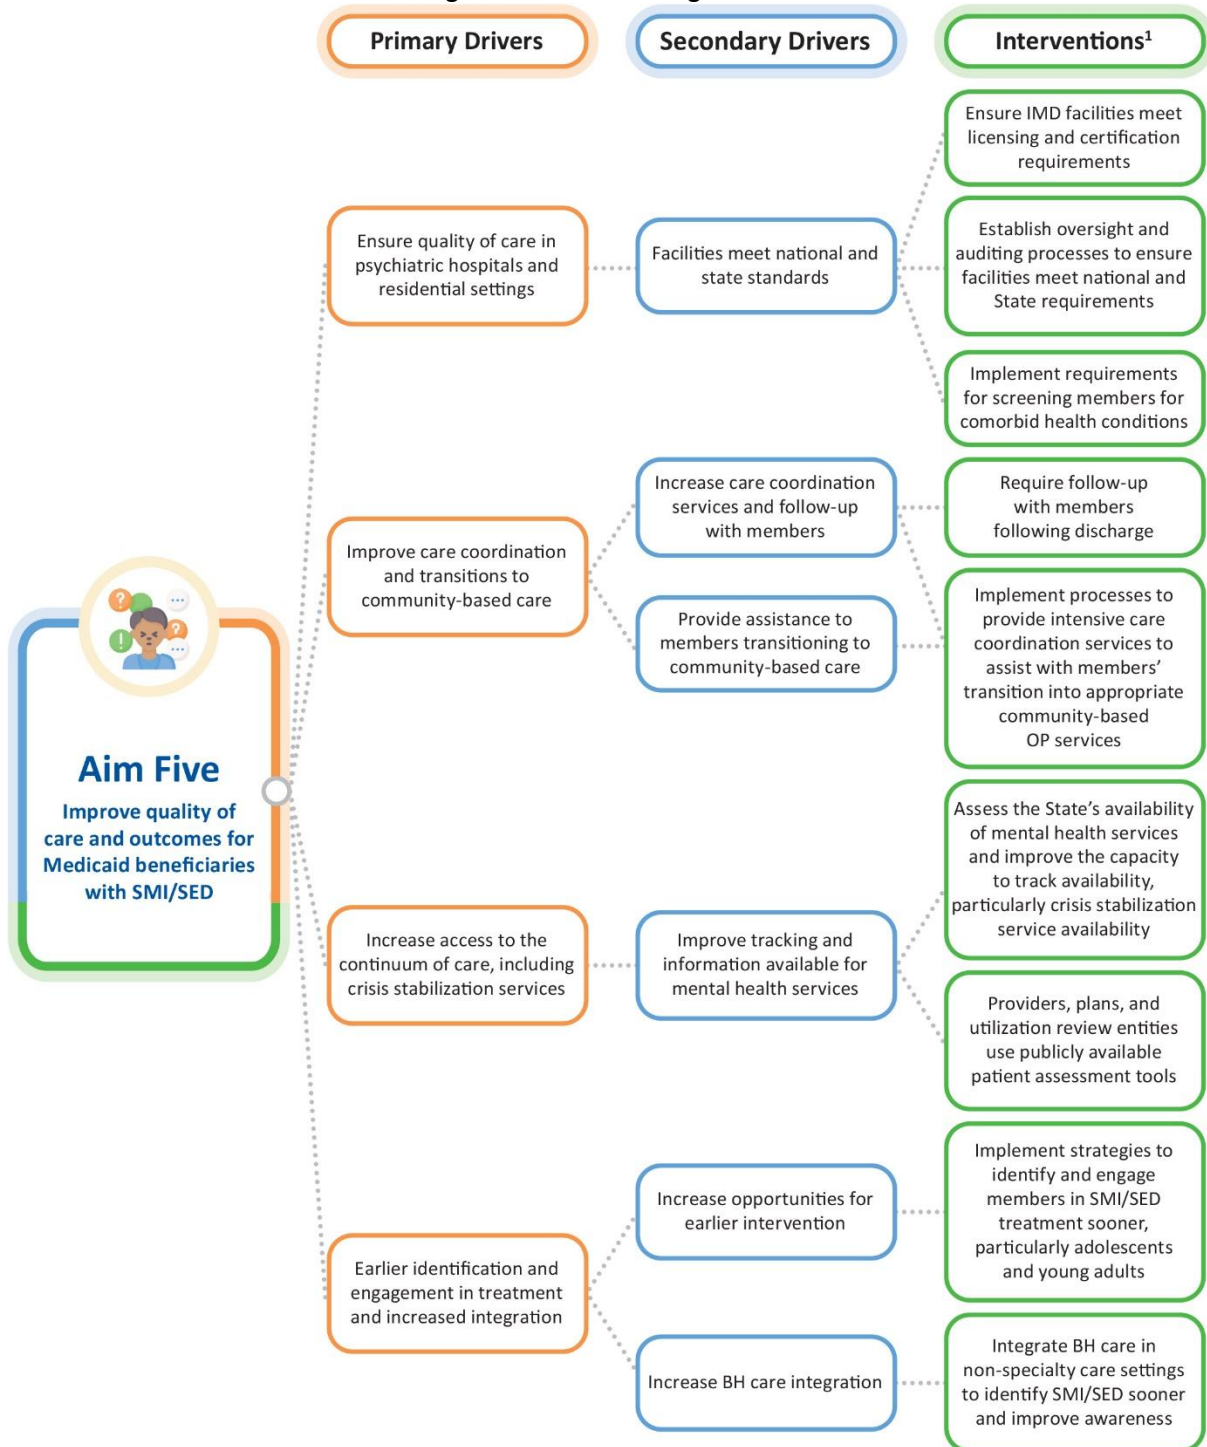 Primary Drivers
Secondary Drivers
Interventions¹
Ensure IMD facilities meet
licensing and certification
requirements
Ensure quality of care in
psychiatric hospitals and
residential settings
Facilities meet national and
state standards
Establish oversight and
auditing processes to ensure
facilities meet national and
State requirements
Implement requirements
for screening members for
comorbid health conditions
Improve care coordination
and transitions to
community-based care
Increase care coordination
services and follow-up
with members
Require follow-up
with members
following discharge
Provide assistance to
members transitioning to
community-based care
Implement processes to
provide intensive care
coordination services to
assist with members’
transition into appropriate
community-based
OP services
?
...
!
?
...
Aim Five
Improve quality of
care and outcomes for
Medicaid beneficiaries
with SMI/SED
Increase access to the
continuum of care, including
crisis stabilization services
Improve tracking and
information available for
mental health services
Assess the State’s availability
of mental health services
and improve the capacity
to track availability,
particularly crisis stabilization
service availability
Providers, plans, and
utilization review entities
use publicly available
patient assessment tools
Earlier identification and
engagement in treatment
and increased integration
Increase opportunities for
earlier intervention
Implement strategies to
identify and engage
members in SMI/SED
treatment sooner,
particularly adolescents
and young adults
Increase BH care integration
Integrate BH care in
non-specialty care settings
to identify SMI/SED sooner
and improve awareness